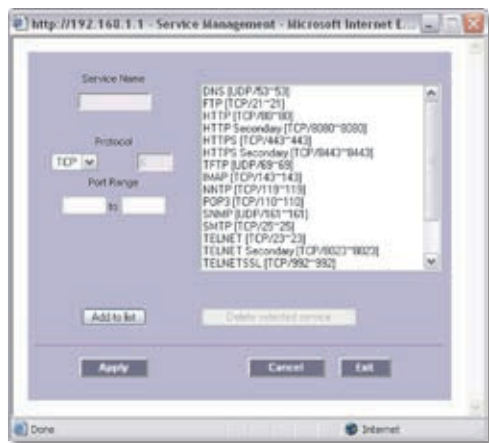 http://192.168.1.1 - Service Management - Microsoft Internet E...
Service Name
Protocol
TCP
Port Range
to
DNS [UDP/53~53]
FTP [TCP/21~21]
HTTP [TCP/80~80]
HTTP Secondary [TCP/8080~8080]
HTTPS [TCP/443~443]
HTTPS Secondary [TCP/8443~8443]
TFTP [UDP/69~69]
IMAP [TCP/143~143]
NNTP [TCP/119~119]
POP3 [TCP/110~110]
SNMP [UDP/161~161]
SMTP [TCP/25~25]
TELNET [TCP/23~23]
TELNET Secondary [TCP/8023~8023]
TELNETSSL [TCP/992~992]
Add to list
Delete selected service
Apply
Cancel
Exit
Done
Internet